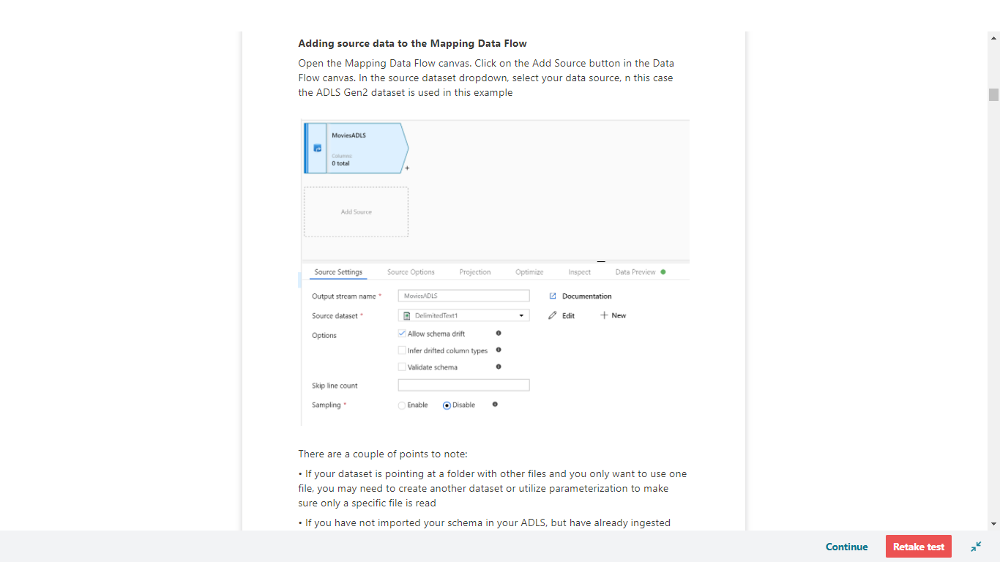 Adding source data to the Mapping Data Flow
Open the Mapping Data Flow canvas. Click on the Add Source button in the Data
Flow canvas. In the source dataset dropdown, select your data source, n this case
the ADLS Gen2 dataset is used in this example
MoviesADLS
Columns:
0 total
+
Add Source
Source Settings Source Options Projection Optimize Inspect Data Preview
Output stream name * MoviesADLS Documentation
Source dataset * DelimitedText1 Edit + New
Options Allow schema drift
Infer drifted column types
Validate schema
Skip line count
Sampling * Enable Disable
There are a couple of points to note:
• If your dataset is pointing at a folder with other files and you only want to use one
file, you may need to create another dataset or utilize parameterization to make
sure only a specific file is read
• If you have not imported your schema in your ADLS, but have already ingested
Continue Retake test